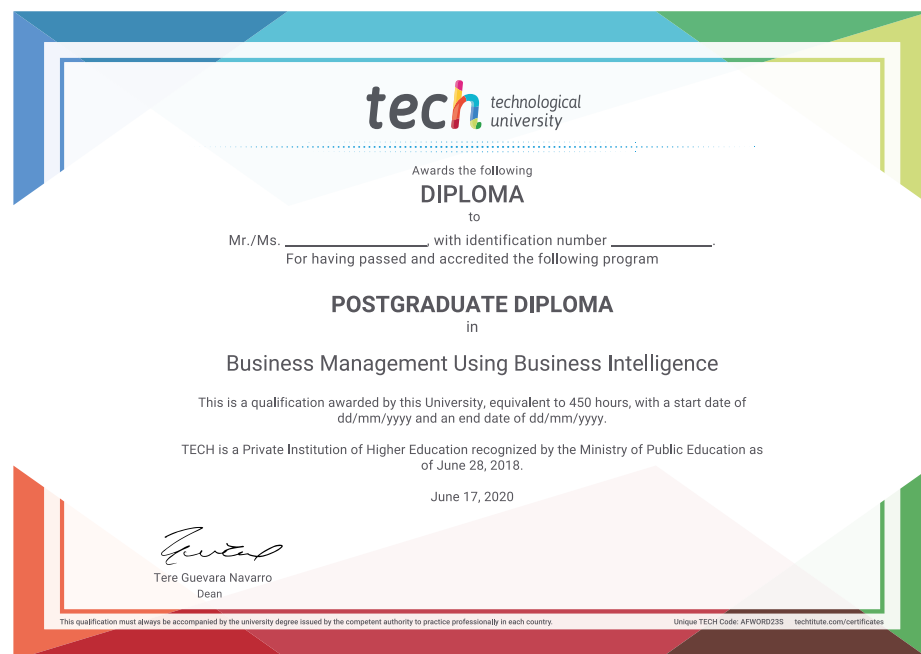 tech technological
university
Awards the following
DIPLOMA
to
Mr./Ms. ________________, with identification number ____________.
For having passed and accredited the following program
POSTGRADUATE DIPLOMA
in
Business Management Using Business Intelligence
This is a qualification awarded by this University, equivalent to 450 hours, with a start date of
dd/mm/yyyy and an end date of dd/mm/yyyy.
TECH is a Private Institution of Higher Education recognized by the Ministry of Public Education as
of June 28, 2018.
June 17, 2020
Tere Guevara Navarro
Dean
This qualification must always be accompanied by the university degree issued by the competent authority to practice professionally in each country. Unique TECH Code: AFWORD23S techtitute.com/certificates